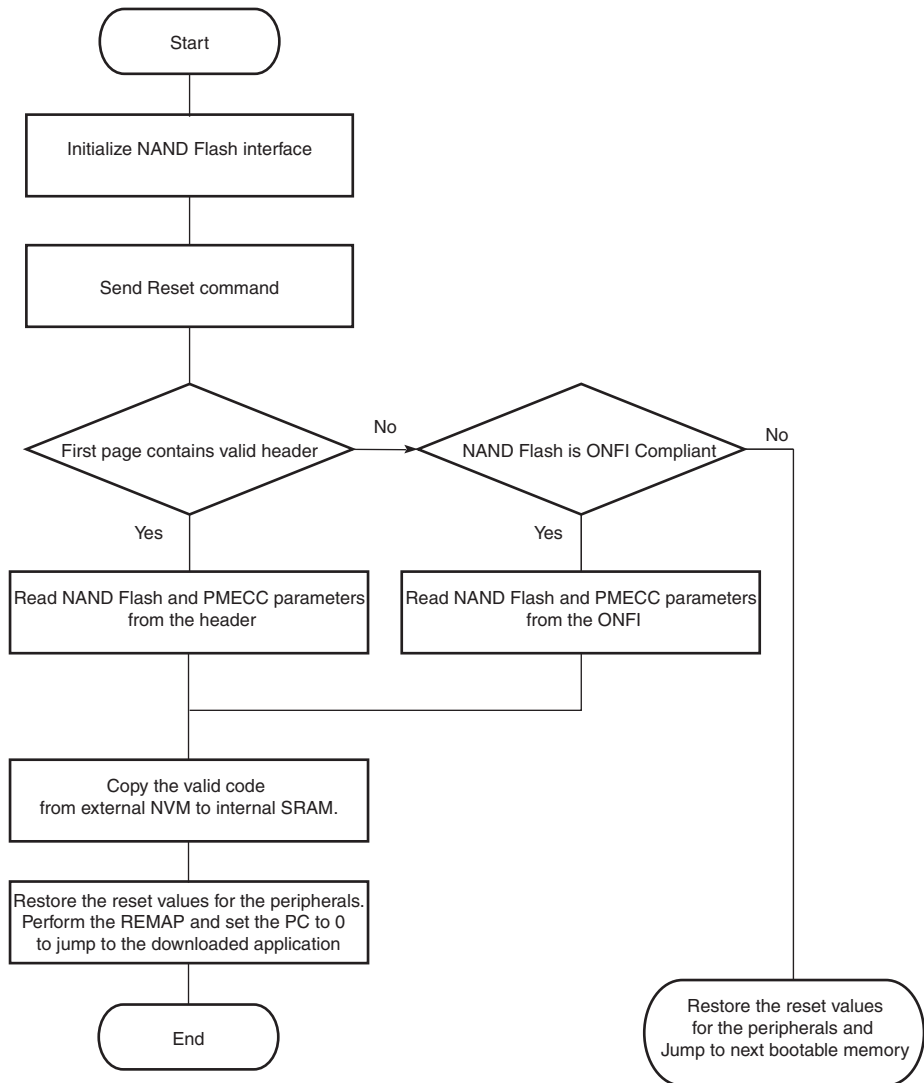 Start
Initialize NAND Flash interface
Send Reset command
First page contains valid header
No
NAND Flash is ONFI Compliant
No
Yes
Yes
Read NAND Flash and PMECC parameters
from the header
Read NAND Flash and PMECC parameters
from the ONFI
Copy the valid code
from external NVM to internal SRAM.
Restore the reset values for the peripherals.
Perform the REMAP and set the PC to 0
to jump to the downloaded application
End
Restore the reset values
for the peripherals and
Jump to next bootable memory